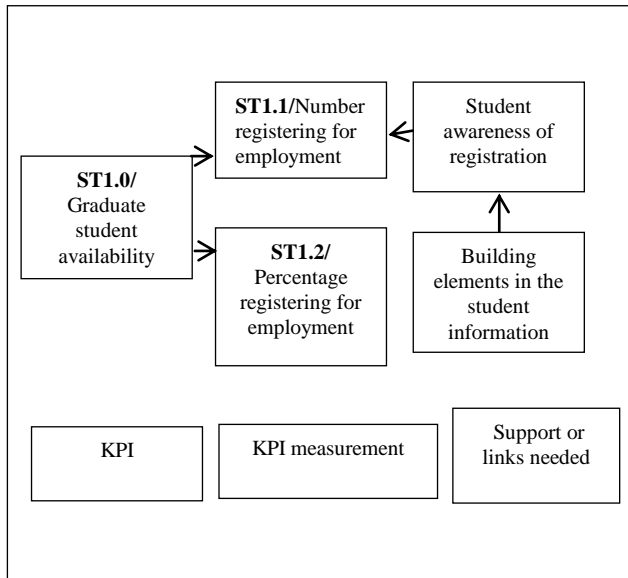 ST1.1/Number
registering for
employment
Student
awareness of
registration
ST1.0/
Graduate
student
availability
ST1.2/
Percentage
registering for
employment
Building
elements in the
student
information
KPI
KPI measurement
Support or
links needed